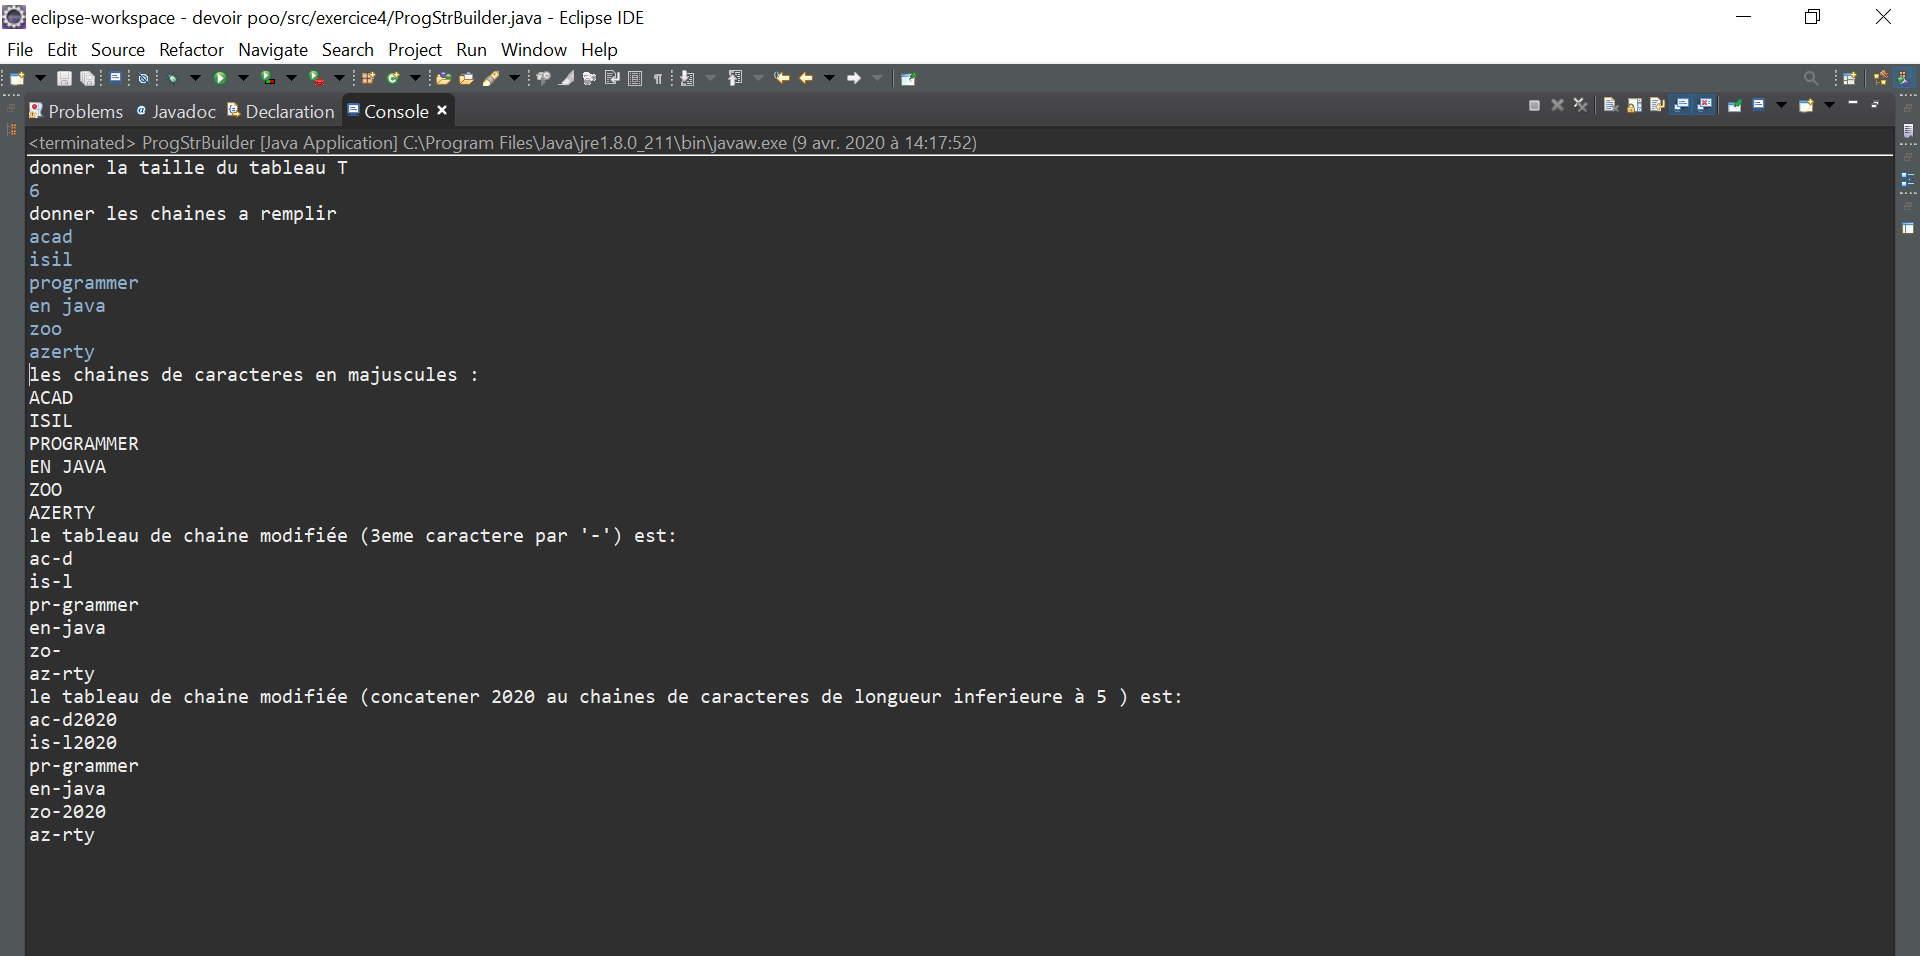 eclipse-workspace - devoir poo/src/exercice4/ProgStrBuilder.java - Eclipse IDE
File Edit Source Refactor Navigate Search Project Run Window Help
Problems Javadoc Declaration Console
<terminated> ProgStrBuilder [Java Application] C:\Program Files\Java\jre1.8.0_211\bin\javaw.exe (9 avr. 2020 à 14:17:52)
donner la taille du tableau T
6
donner les chaines a remplir
acad
isil
programmer
en java
zoo
azerty
les chaines de caracteres en majuscules :
ACAD
ISIL
PROGRAMMER
EN JAVA
ZOO
AZERTY
le tableau de chaine modifiée (3eme caractere par '-') est:
ac-d
is-l
pr-grammer
en-java
zo-
az-rty
le tableau de chaine modifiée (concatener 2020 au chaines de caracteres de longueur inferieure à 5 ) est:
ac-d2020
is-l2020
pr-grammer
en-java
zo-2020
az-rty